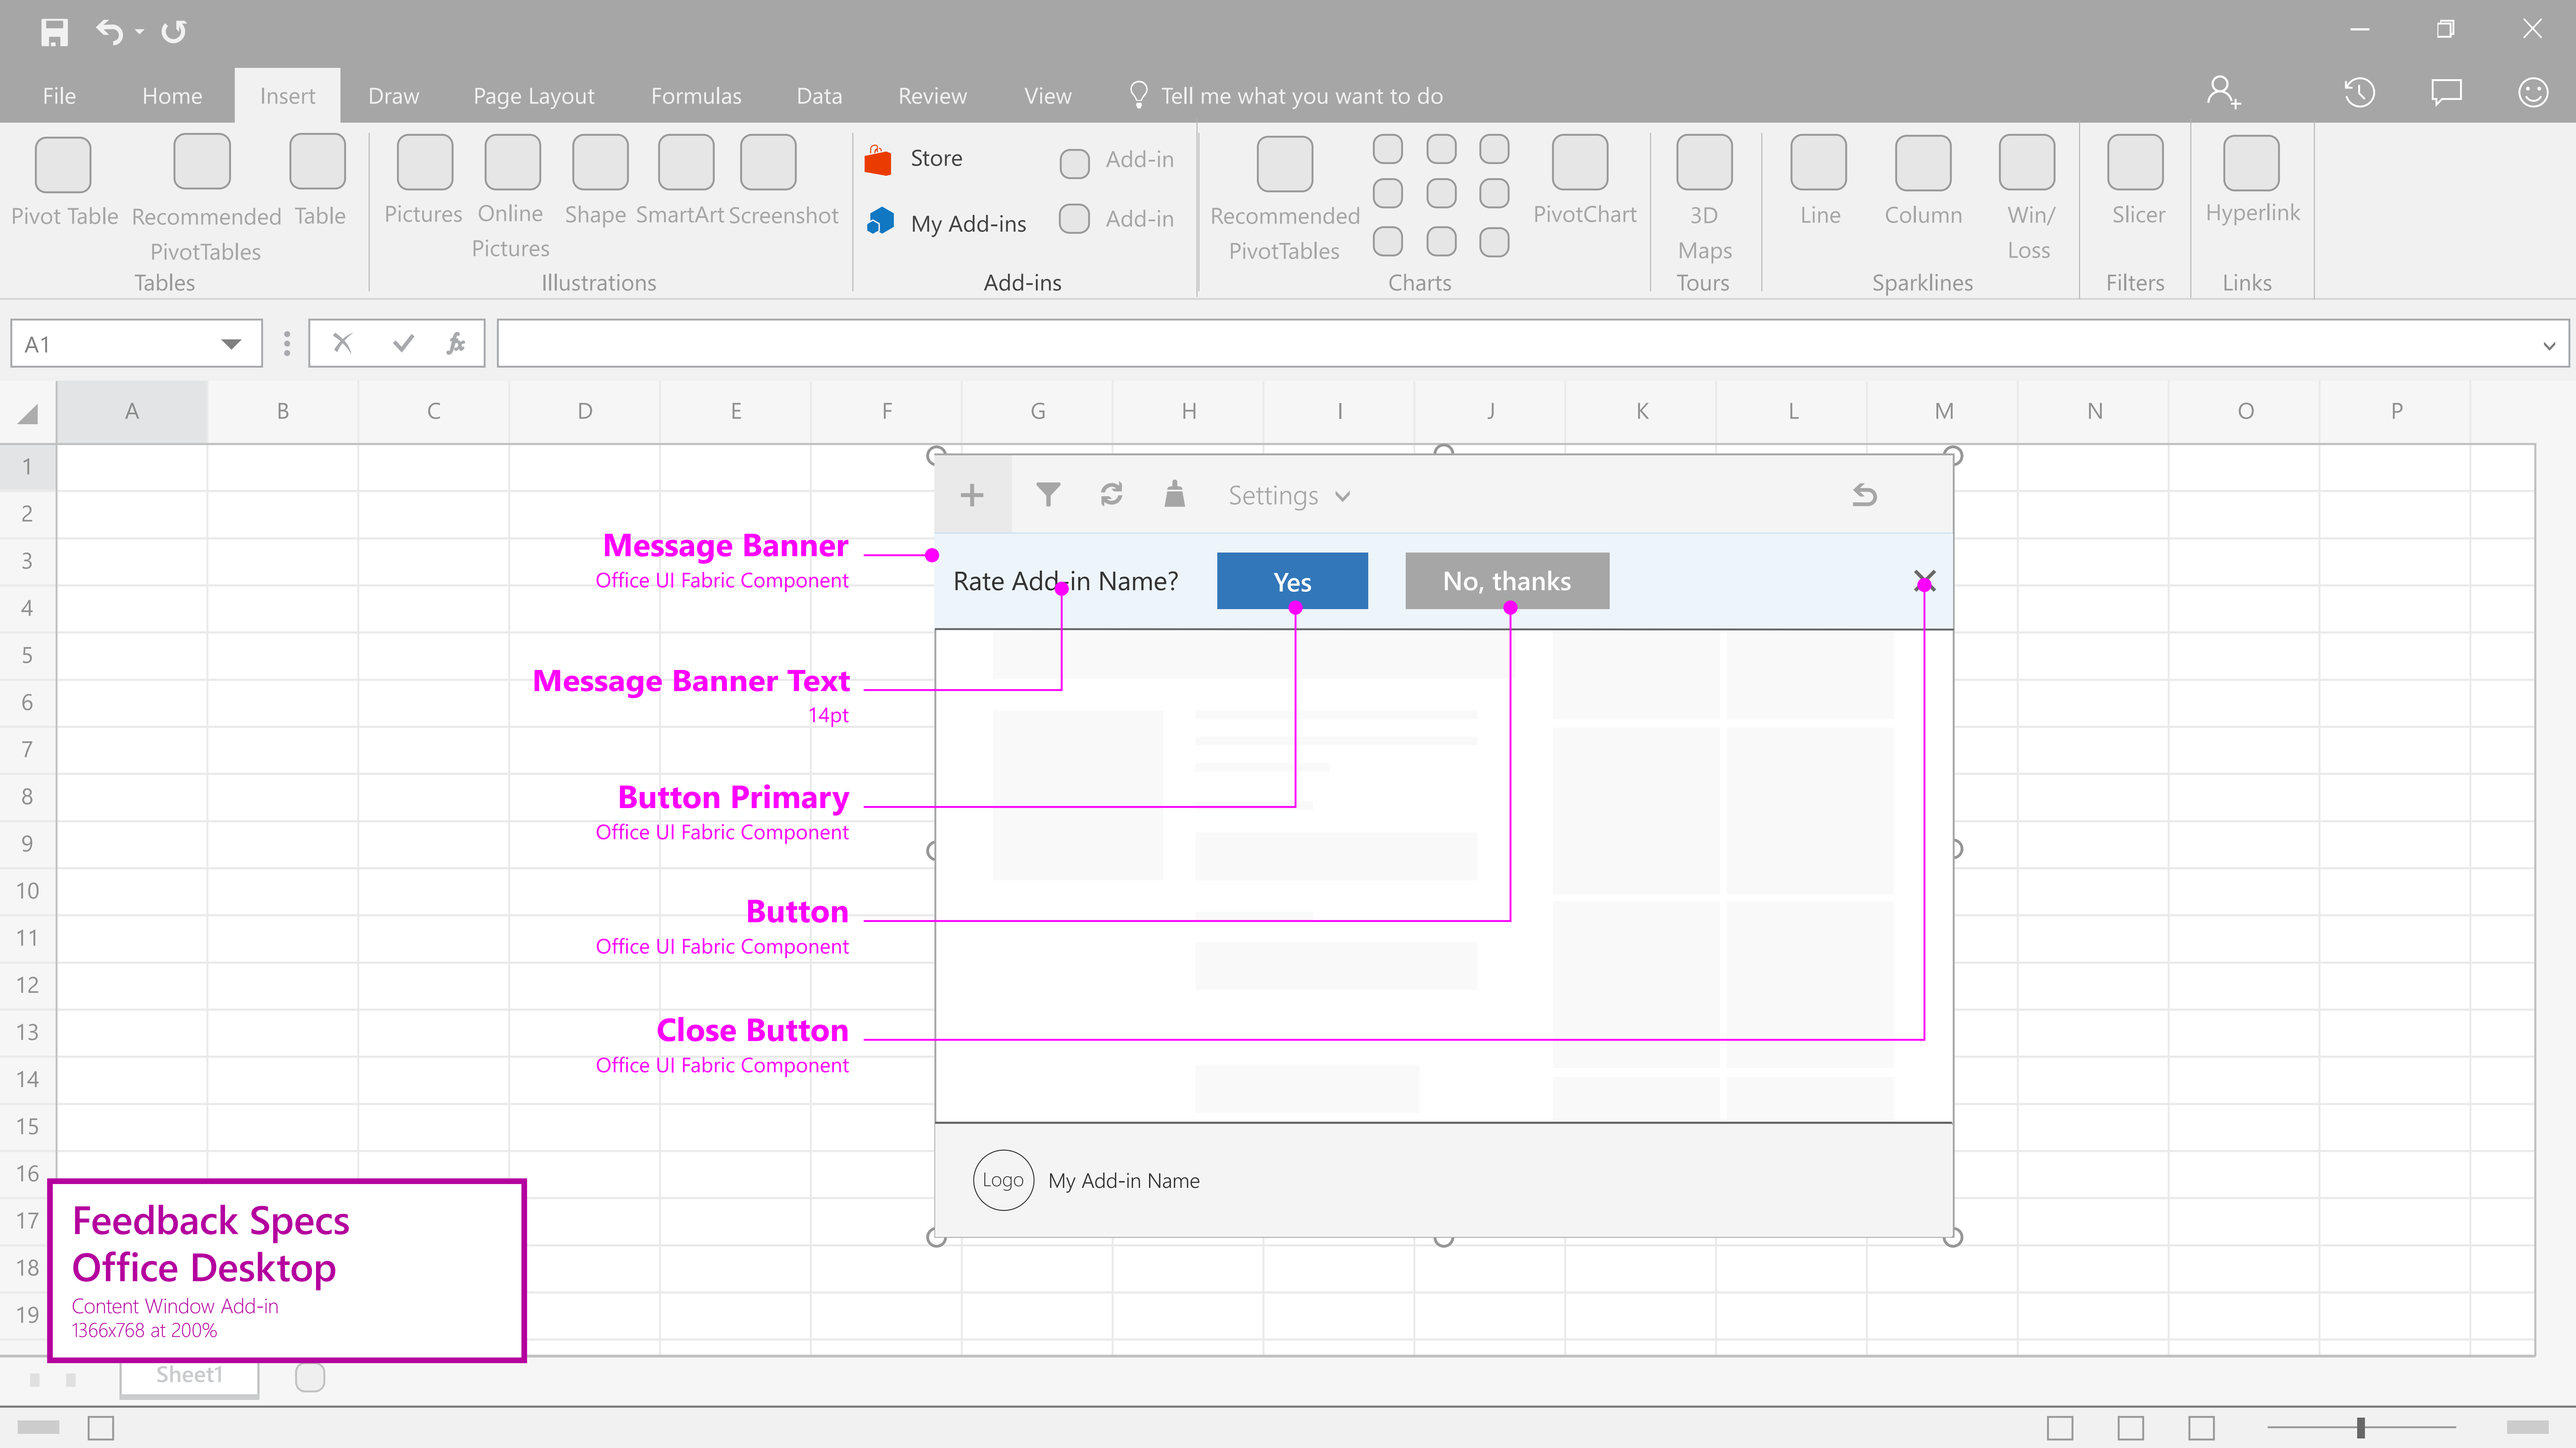 File Home Insert Draw Page Layout Formulas Data Review View Tell me what you want to do
Pivot Table
Recommended
PivotTables
Table
Tables
Pictures
Online
Pictures
Shape
SmartArt
Screenshot
Illustrations
Store
My Add-ins
Add-in
Add-in
Add-ins
Recommended
PivotTables
PivotChart
Charts
3D
Maps
Tours
Line
Column
Win/
Loss
Sparklines
Slicer
Filters
Hyperlink
Links
A1
fx
A B C D E F G H I J K L M N O P
1
2
3
4
5
6
7
8
9
10
11
12
13
14
15
16
17
18
19
Settings
Message Banner
Office UI Fabric Component
Rate Add-in Name?
Yes
No, thanks
Message Banner Text
14pt
Button Primary
Office UI Fabric Component
Button
Office UI Fabric Component
Close Button
Office UI Fabric Component
Logo
My Add-in Name
Feedback Specs
Office Desktop
Content Window Add-in
1366x768 at 200%
Sheet1